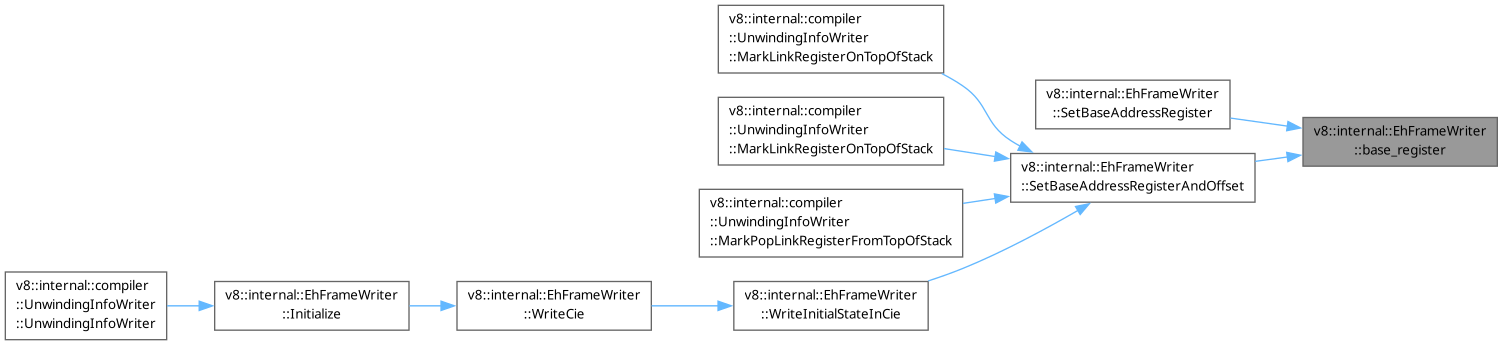 v8::internal::compiler
::UnwindingInfoWriter
::MarkLinkRegisterOnTopOfStack
v8::internal::EhFrameWriter
::SetBaseAddressRegister
v8::internal::compiler
::UnwindingInfoWriter
::MarkLinkRegisterOnTopOfStack
v8::internal::EhFrameWriter
::base_register
v8::internal::EhFrameWriter
::SetBaseAddressRegisterAndOffset
v8::internal::compiler
::UnwindingInfoWriter
::MarkPopLinkRegisterFromTopOfStack
v8::internal::compiler
::UnwindingInfoWriter
::UnwindingInfoWriter
v8::internal::EhFrameWriter
::Initialize
v8::internal::EhFrameWriter
::WriteCie
v8::internal::EhFrameWriter
::WriteInitialStateInCie